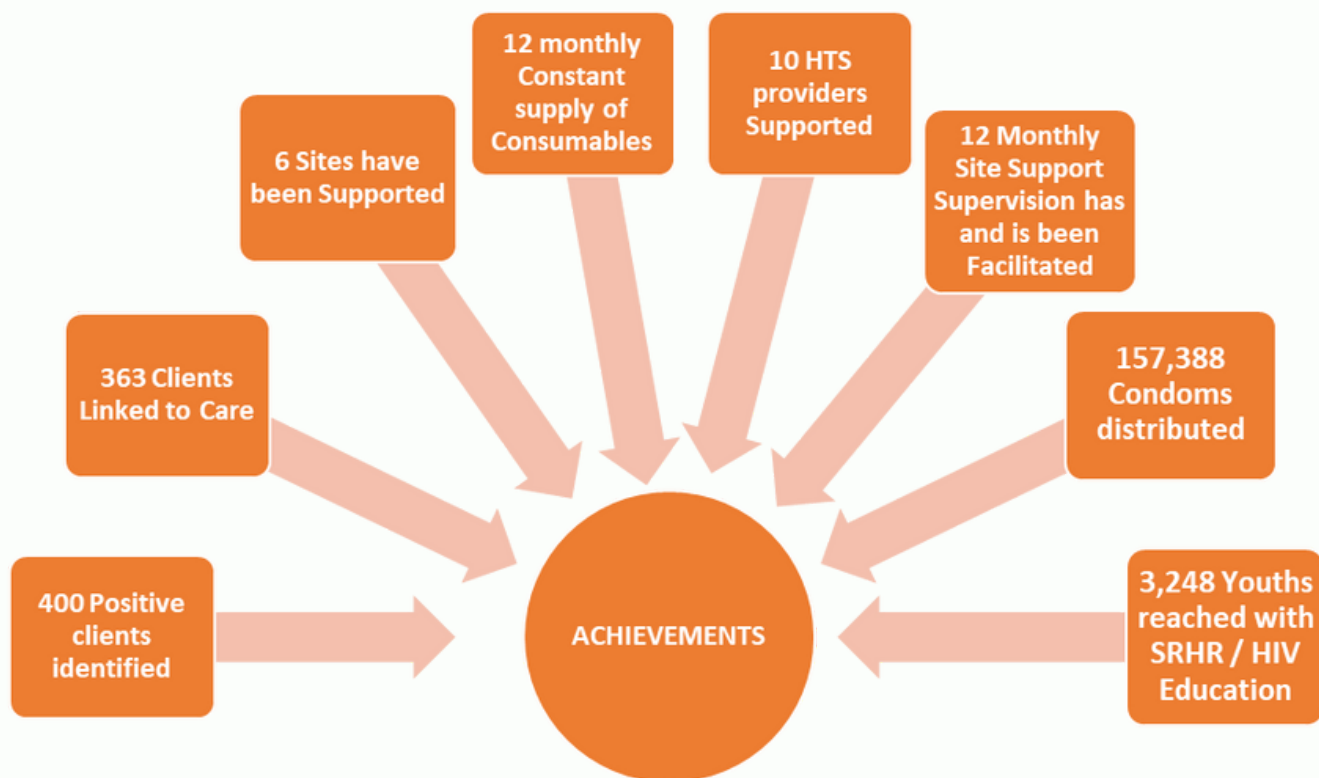 12 monthly
Constant
supply of
Consumables
10 HTS
providers
Supported
6 Sites have
been Supported
12 Monthly
Site Support
Supervision has
and is been
Facilitated
363 Clients
Linked to Care
157,388
Condoms
distributed
400 Positive
clients
identified
ACHIEVEMENTS
3,248 Youths
reached with
SRHR / HIV
Education